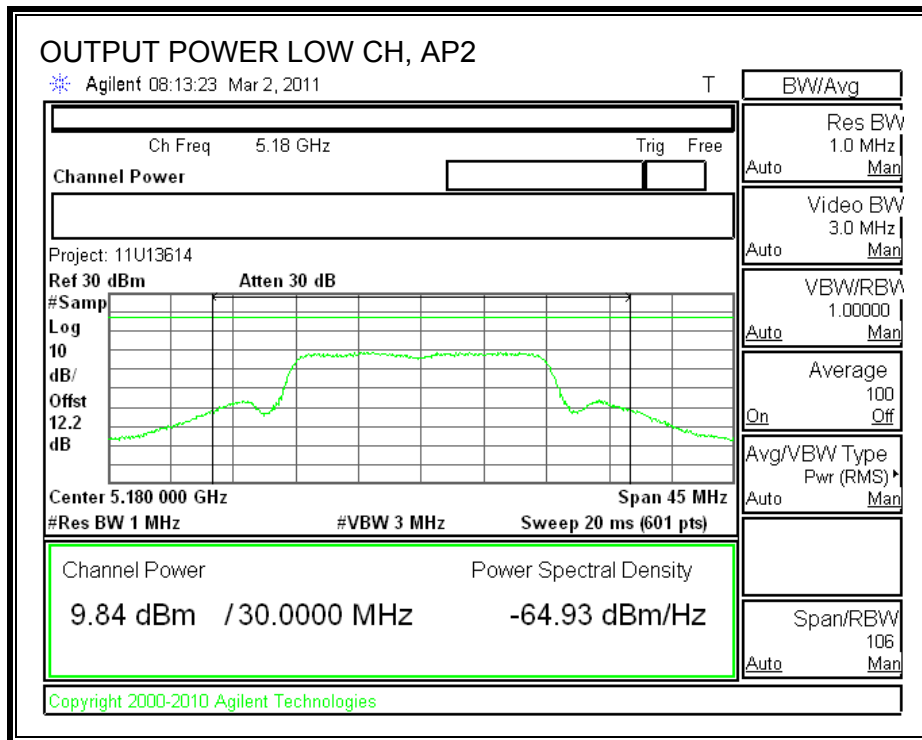 OUTPUT POWER LOW CH, AP2
Agilent 08:13:23 Mar 2, 2011 T
Ch Freq 5.18 GHz Trig Free
Channel Power
Project: 11U13614
Ref 30 dBm Atten 30 dB
#Samp
Log
10
dB/
Offst
12.2
dB
Center 5.180 000 GHz Span 45 MHz
#Res BW 1 MHz #VBW 3 MHz Sweep 20 ms (601 pts)
Channel Power Power Spectral Density
9.84 dBm / 30.0000 MHz -64.93 dBm/Hz
Copyright 2000-2010 Agilent Technologies
BW/Avg
Res BW
1.0 MHz
Auto Man
Video BW
3.0 MHz
Auto Man
VBW/RBW
1.00000
Auto Man
Average
100
On Off
Avg/VBW Type
Pwr (RMS)
Auto Man
Span/RBW
106
Auto Man